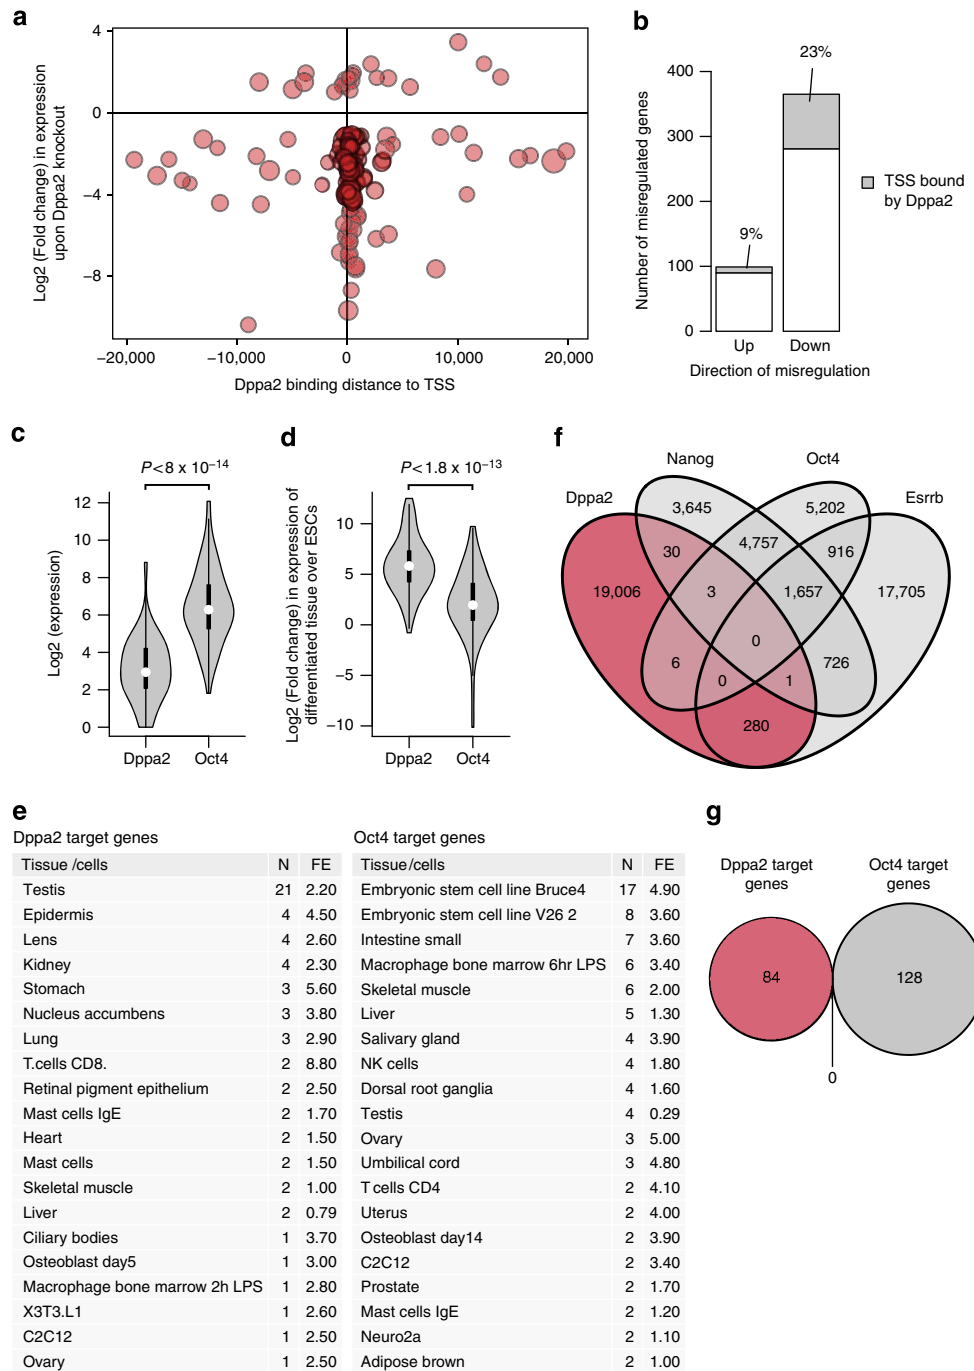 a
4
0
−4
−8
Log2 (Fold change) in expression
upon Dppa2 knockout
−20,000
−10,000
0
10,000
20,000
Dppa2 binding distance to TSS
b
400
300
200
100
0
Number of misregulated genes
23%
9%
TSS bound
by Dppa2
Up
Down
Direction of misregulation
c
P<8 x 10−14
12
10
8
6
4
2
0
Log2 (expression)
Dppa2
Oct4
d
P<1.8 x 10−13
10
5
0
−5
−10
Log2 (Fold change) in expression of
differentiated tissue over ESCs
Dppa2
Oct4
f
Nanog
Oct4
Dppa2
Esrrb
3,645
5,202
30
4,757
916
19,006
3
1,657
17,705
0
6
0
1
726
280
e
Dppa2 target genes
Tissue /cells N FE
Testis 21 2.20
Epidermis 4 4.50
Lens 4 2.60
Kidney 4 2.30
Stomach 3 5.60
Nucleus accumbens 3 3.80
Lung 3 2.90
T.cells CD8. 2 8.80
Retinal pigment epithelium 2 2.50
Mast cells IgE 2 1.70
Heart 2 1.50
Mast cells 2 1.50
Skeletal muscle 2 1.00
Liver 2 0.79
Ciliary bodies 1 3.70
Osteoblast day5 1 3.00
Macrophage bone marrow 2h LPS 1 2.80
X3T3.L1 1 2.60
C2C12 1 2.50
Ovary 1 2.50
Oct4 target genes
Tissue/cells N FE
Embryonic stem cell line Bruce4 17 4.90
Embryonic stem cell line V26 2 8 3.60
Intestine small 7 3.60
Macrophage bone marrow 6hr LPS 6 3.40
Skeletal muscle 6 2.00
Liver 5 1.30
Salivary gland 4 3.90
NK cells 4 1.80
Dorsal root ganglia 4 1.60
Testis 4 0.29
Ovary 3 5.00
Umbilical cord 3 4.80
T cells CD4 2 4.10
Uterus 2 4.00
Osteoblast day14 2 3.90
C2C12 2 3.40
Prostate 2 1.70
Mast cells IgE 2 1.20
Neuro2a 2 1.10
Adipose brown 2 1.00
g
Dppa2 target
genes
Oct4 target
genes
84
128
0